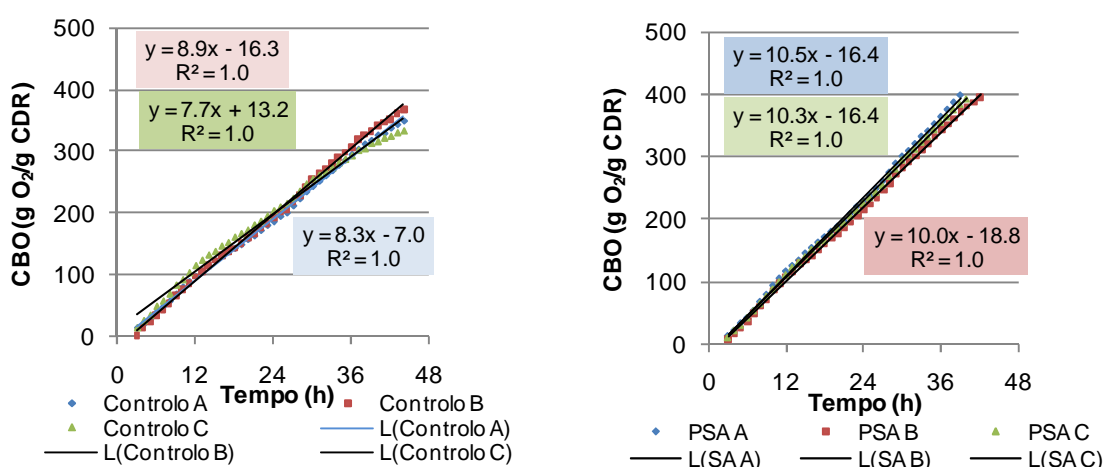 500
y = 8.9x - 16.3
R² = 1.0
400
y = 7.7x + 13.2
R² = 1.0
300
200
y = 8.3x - 7.0
R² = 1.0
100
0
CBO (g O₂/g CDR)
0 12 24 36 48
Tempo (h)
Controlo A Controlo B
Controlo C L(Controlo A)
L(Controlo B) L(Controlo C)
500
y = 10.5x - 16.4
R² = 1.0
400
y = 10.3x - 16.4
R² = 1.0
300
200
y = 10.0x - 18.8
R² = 1.0
100
0
CBO (g O₂/g CDR)
0 12 24 36 48
Tempo (h)
PSA A PSA B PSA C
L(SA A) L(SA B) L(SA C)